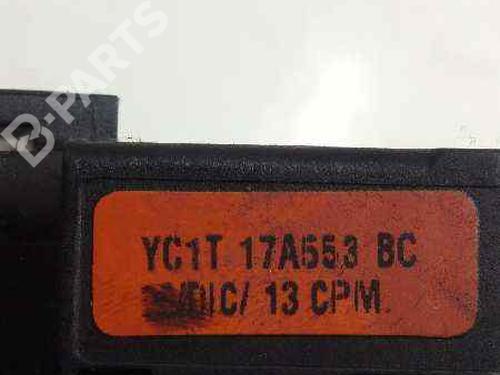 B-PARTS
YC1T 17A553 BC
/D/C/ 13 CPM.